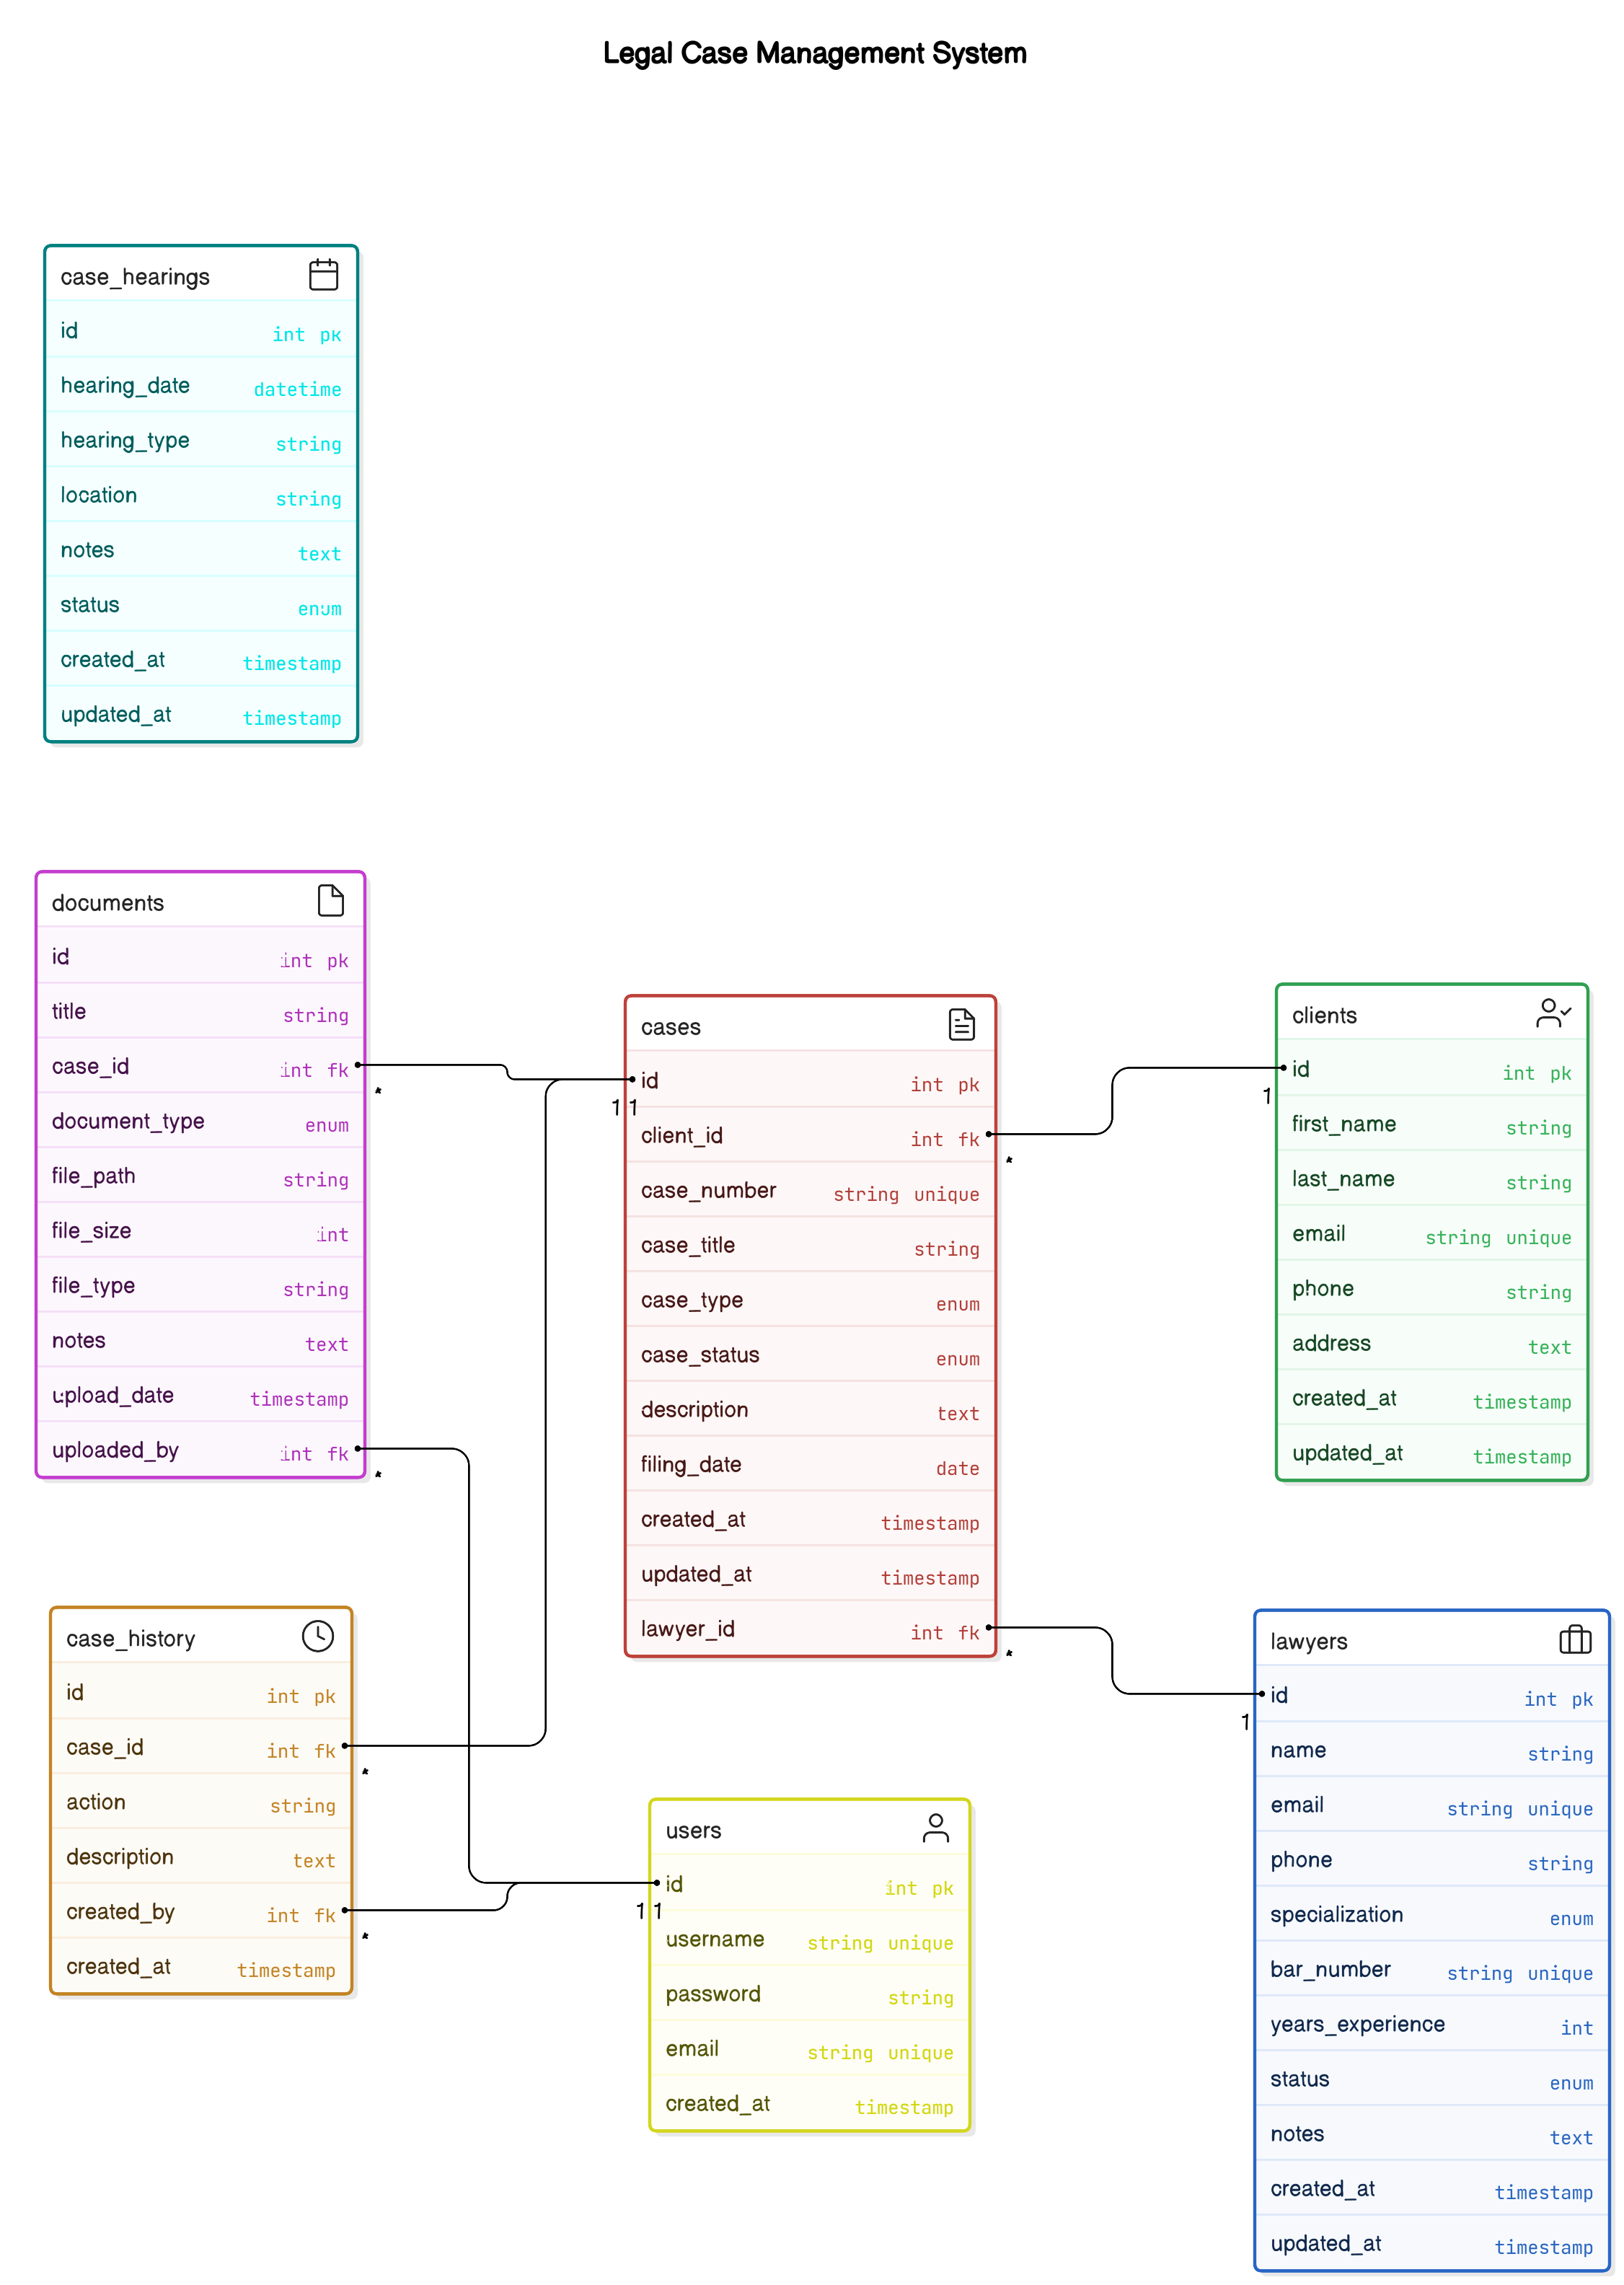 Legal Case Management System
case_hearings
id int pk
hearing_date datetime
hearing_type string
location string
notes text
status enum
created_at timestamp
updated_at timestamp
documents
id int pk
title string
case_id int fk
*
document_type enum
file_path string
file_size int
file_type string
notes text
upload_date timestamp
uploaded_by int fk
*
cases
id int pk
1 1
client_id int fk
*
case_number string unique
case_title string
case_type enum
case_status enum
description text
filing_date date
created_at timestamp
updated_at timestamp
lawyer_id int fk
*
clients
id int pk
1
first_name string
last_name string
email string unique
phone string
address text
created_at timestamp
updated_at timestamp
case_history
id int pk
case_id int fk
*
action string
description text
created_by int fk
*
created_at timestamp
users
id int pk
1 1
username string unique
password string
email string unique
created_at timestamp
lawyers
id int pk
1
name string
email string unique
phone string
specialization enum
bar_number string unique
years_experience int
status enum
notes text
created_at timestamp
updated_at timestamp